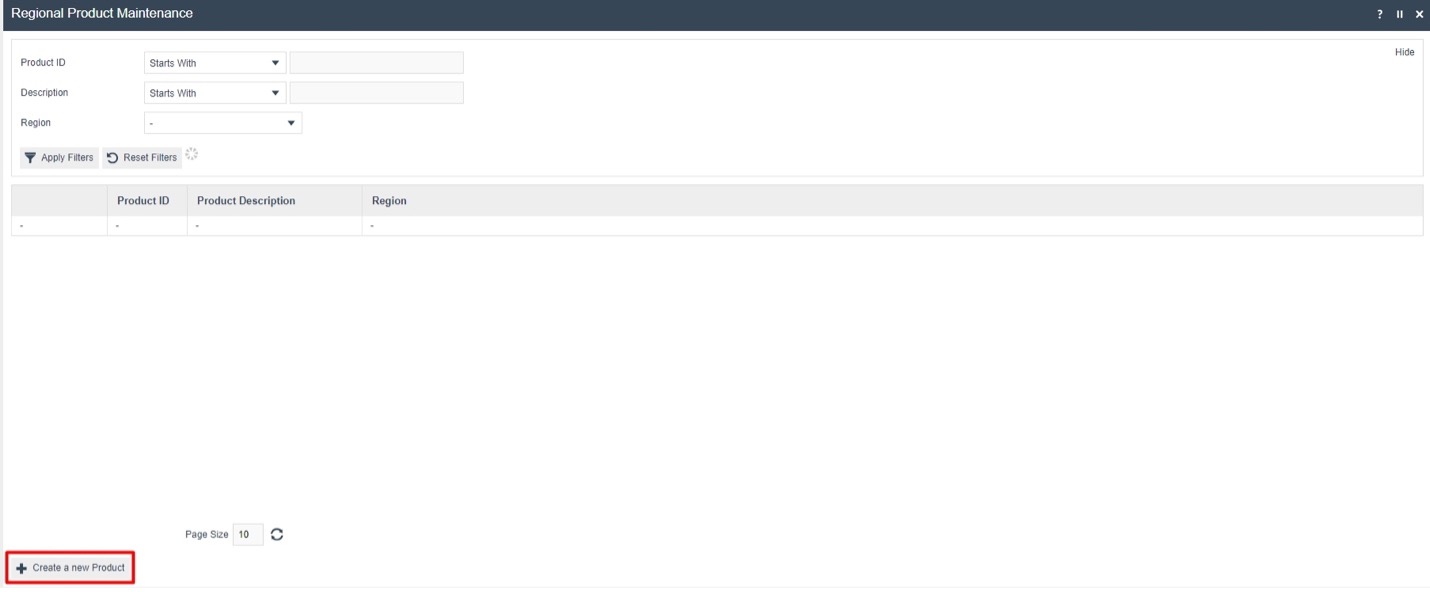 Regional Product Maintenance ? II ×
Product ID Starts With Hide
Description Starts With
Region -
Apply Filters Reset Filters
Product ID Product Description Region
- - - -
Page Size 10
+ Create a new Product